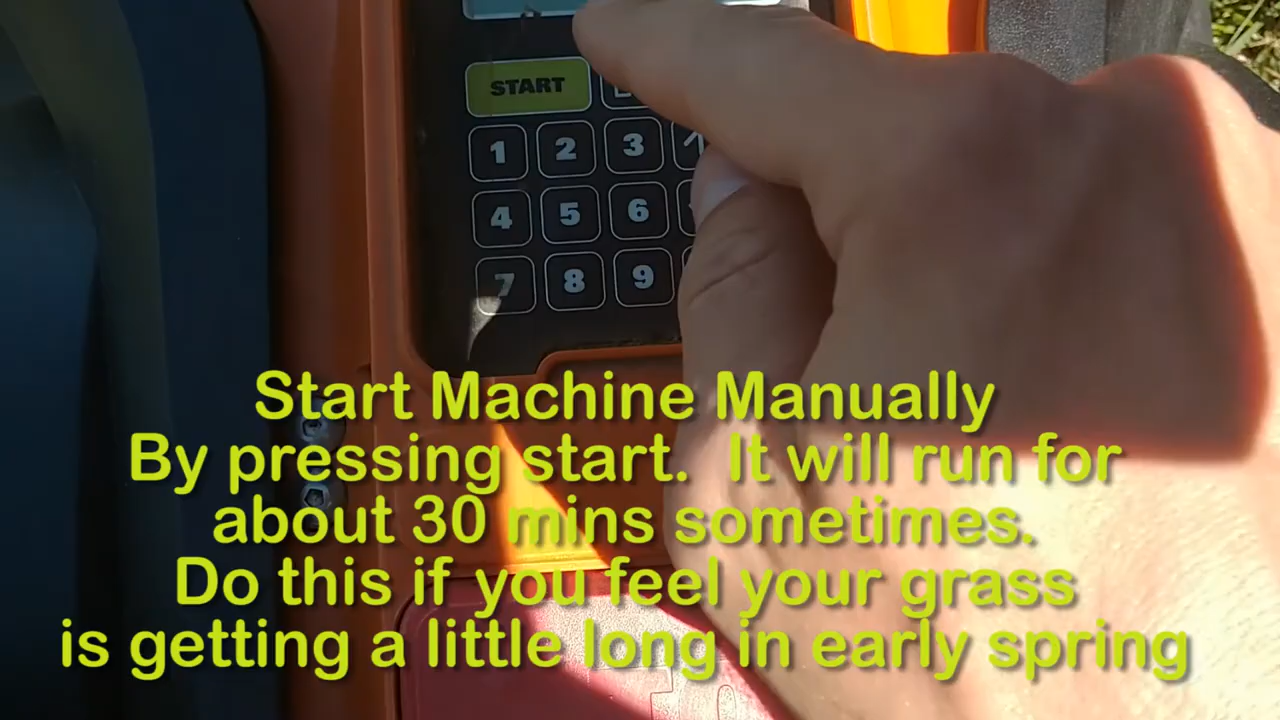 START
1 2 3
4 5 6
7 8 9
Start Machine Manually
By pressing start. It will run for
about 30 mins sometimes.
Do this if you feel your grass
is getting a little long in early spring